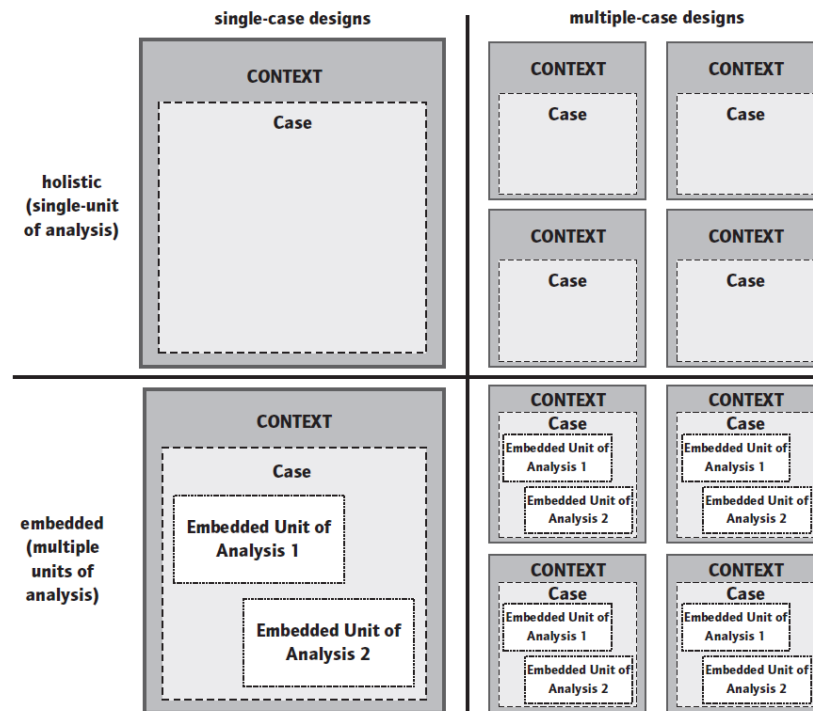 single-case designs
multiple-case designs
holistic
(single-unit
of analysis)
CONTEXT
Case
CONTEXT
Case
CONTEXT
Case
CONTEXT
Case
CONTEXT
Case
embedded
(multiple
units of
analysis)
CONTEXT
Case
Embedded Unit of
Analysis 1
Embedded Unit of
Analysis 2
CONTEXT
Case
Embedded Unit of
Analysis 1
Embedded Unit of
Analysis 2
CONTEXT
Case
Embedded Unit of
Analysis 1
Embedded Unit of
Analysis 2
CONTEXT
Case
Embedded Unit of
Analysis 1
Embedded Unit of
Analysis 2
CONTEXT
Case
Embedded Unit of
Analysis 1
Embedded Unit of
Analysis 2